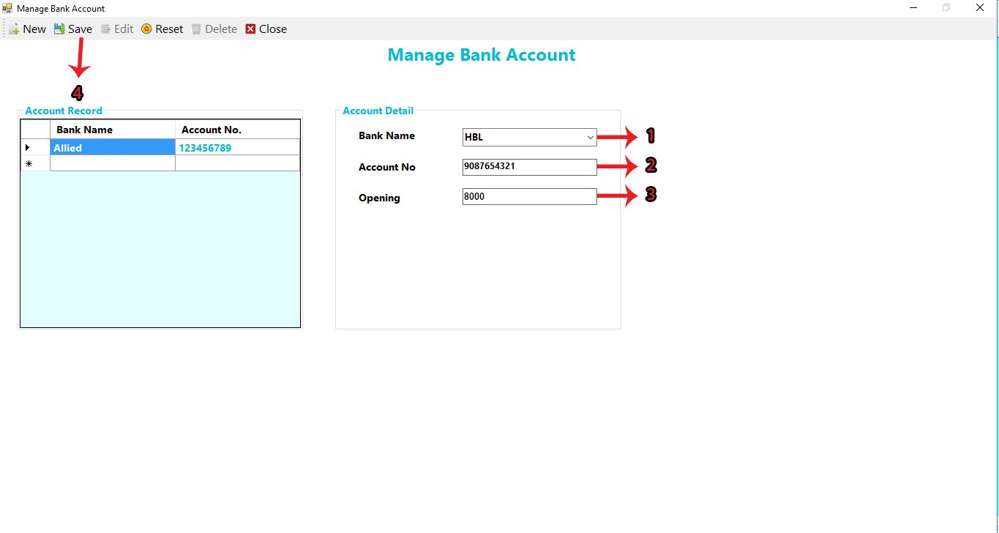 Manage Bank Account
New Save Edit Reset Delete Close
Manage Bank Account
4
Account Record
Bank Name Account No.
Allied 123456789
Account Detail
Bank Name HBL 1
Account No 9087654321 2
Opening 8000 3